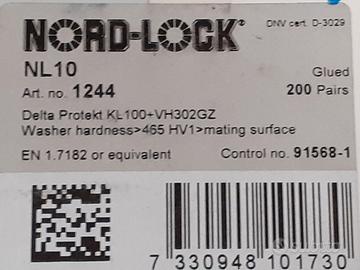 NORD-LOCK®
DNV cert. D-3029
NL10
Glued
Art. no. 1244
200 Pairs
Delta Protekt KL100+VH302GZ
Washer hardness>465 HV1>mating surface
EN 1.7182 or equivalent
Control no. 91568-1
7 330948 101730